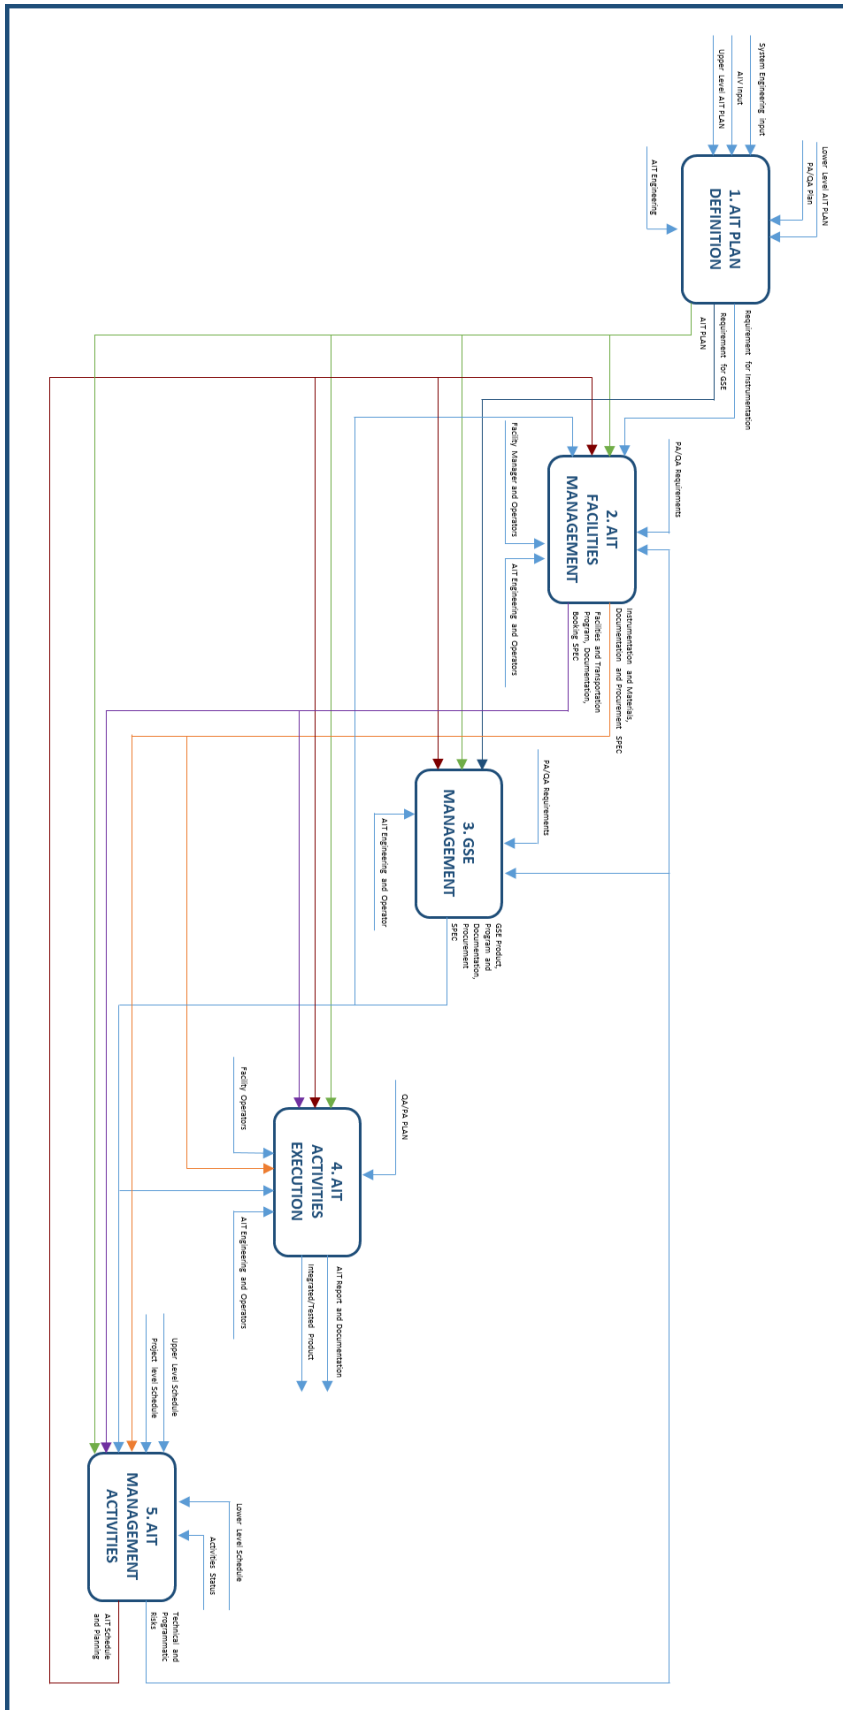 System Engineering input
AIV Input
Upper Level AIT PLAN
Lower Level AIT PLAN
PA/QA Plan
1. AIT PLAN
DEFINITION
AIT Engineering
Requirement for Instrumentation
Requirement for GSE
AIT PLAN
PA/QA Requirements
2. AIT
FACILITIES
MANAGEMENT
Facility Manager and Operators
AIT Engineering and Operators
Instrumentation and Materials,
Documentation and Procurement SPEC
Facilities and Transportation
Program, Documentation,
Booking SPEC
PA/QA Requirements
3. GSE
MANAGEMENT
AIT Engineering and Operator
GSE Product,
Program and
Documentation,
Procurement
SPEC
QA/PA PLAN
4. AIT
ACTIVITIES
EXECUTION
Facility Operators
AIT Engineering and Operators
AIT Report and Documentation
Integrated/Tested Product
Upper Level Schedule
Project level Schedule
Lower Level Schedule
Activities Status
5. AIT
MANAGEMENT
ACTIVITIES
Technical and
Programmatic
Risks
AIT Schedule
and Planning